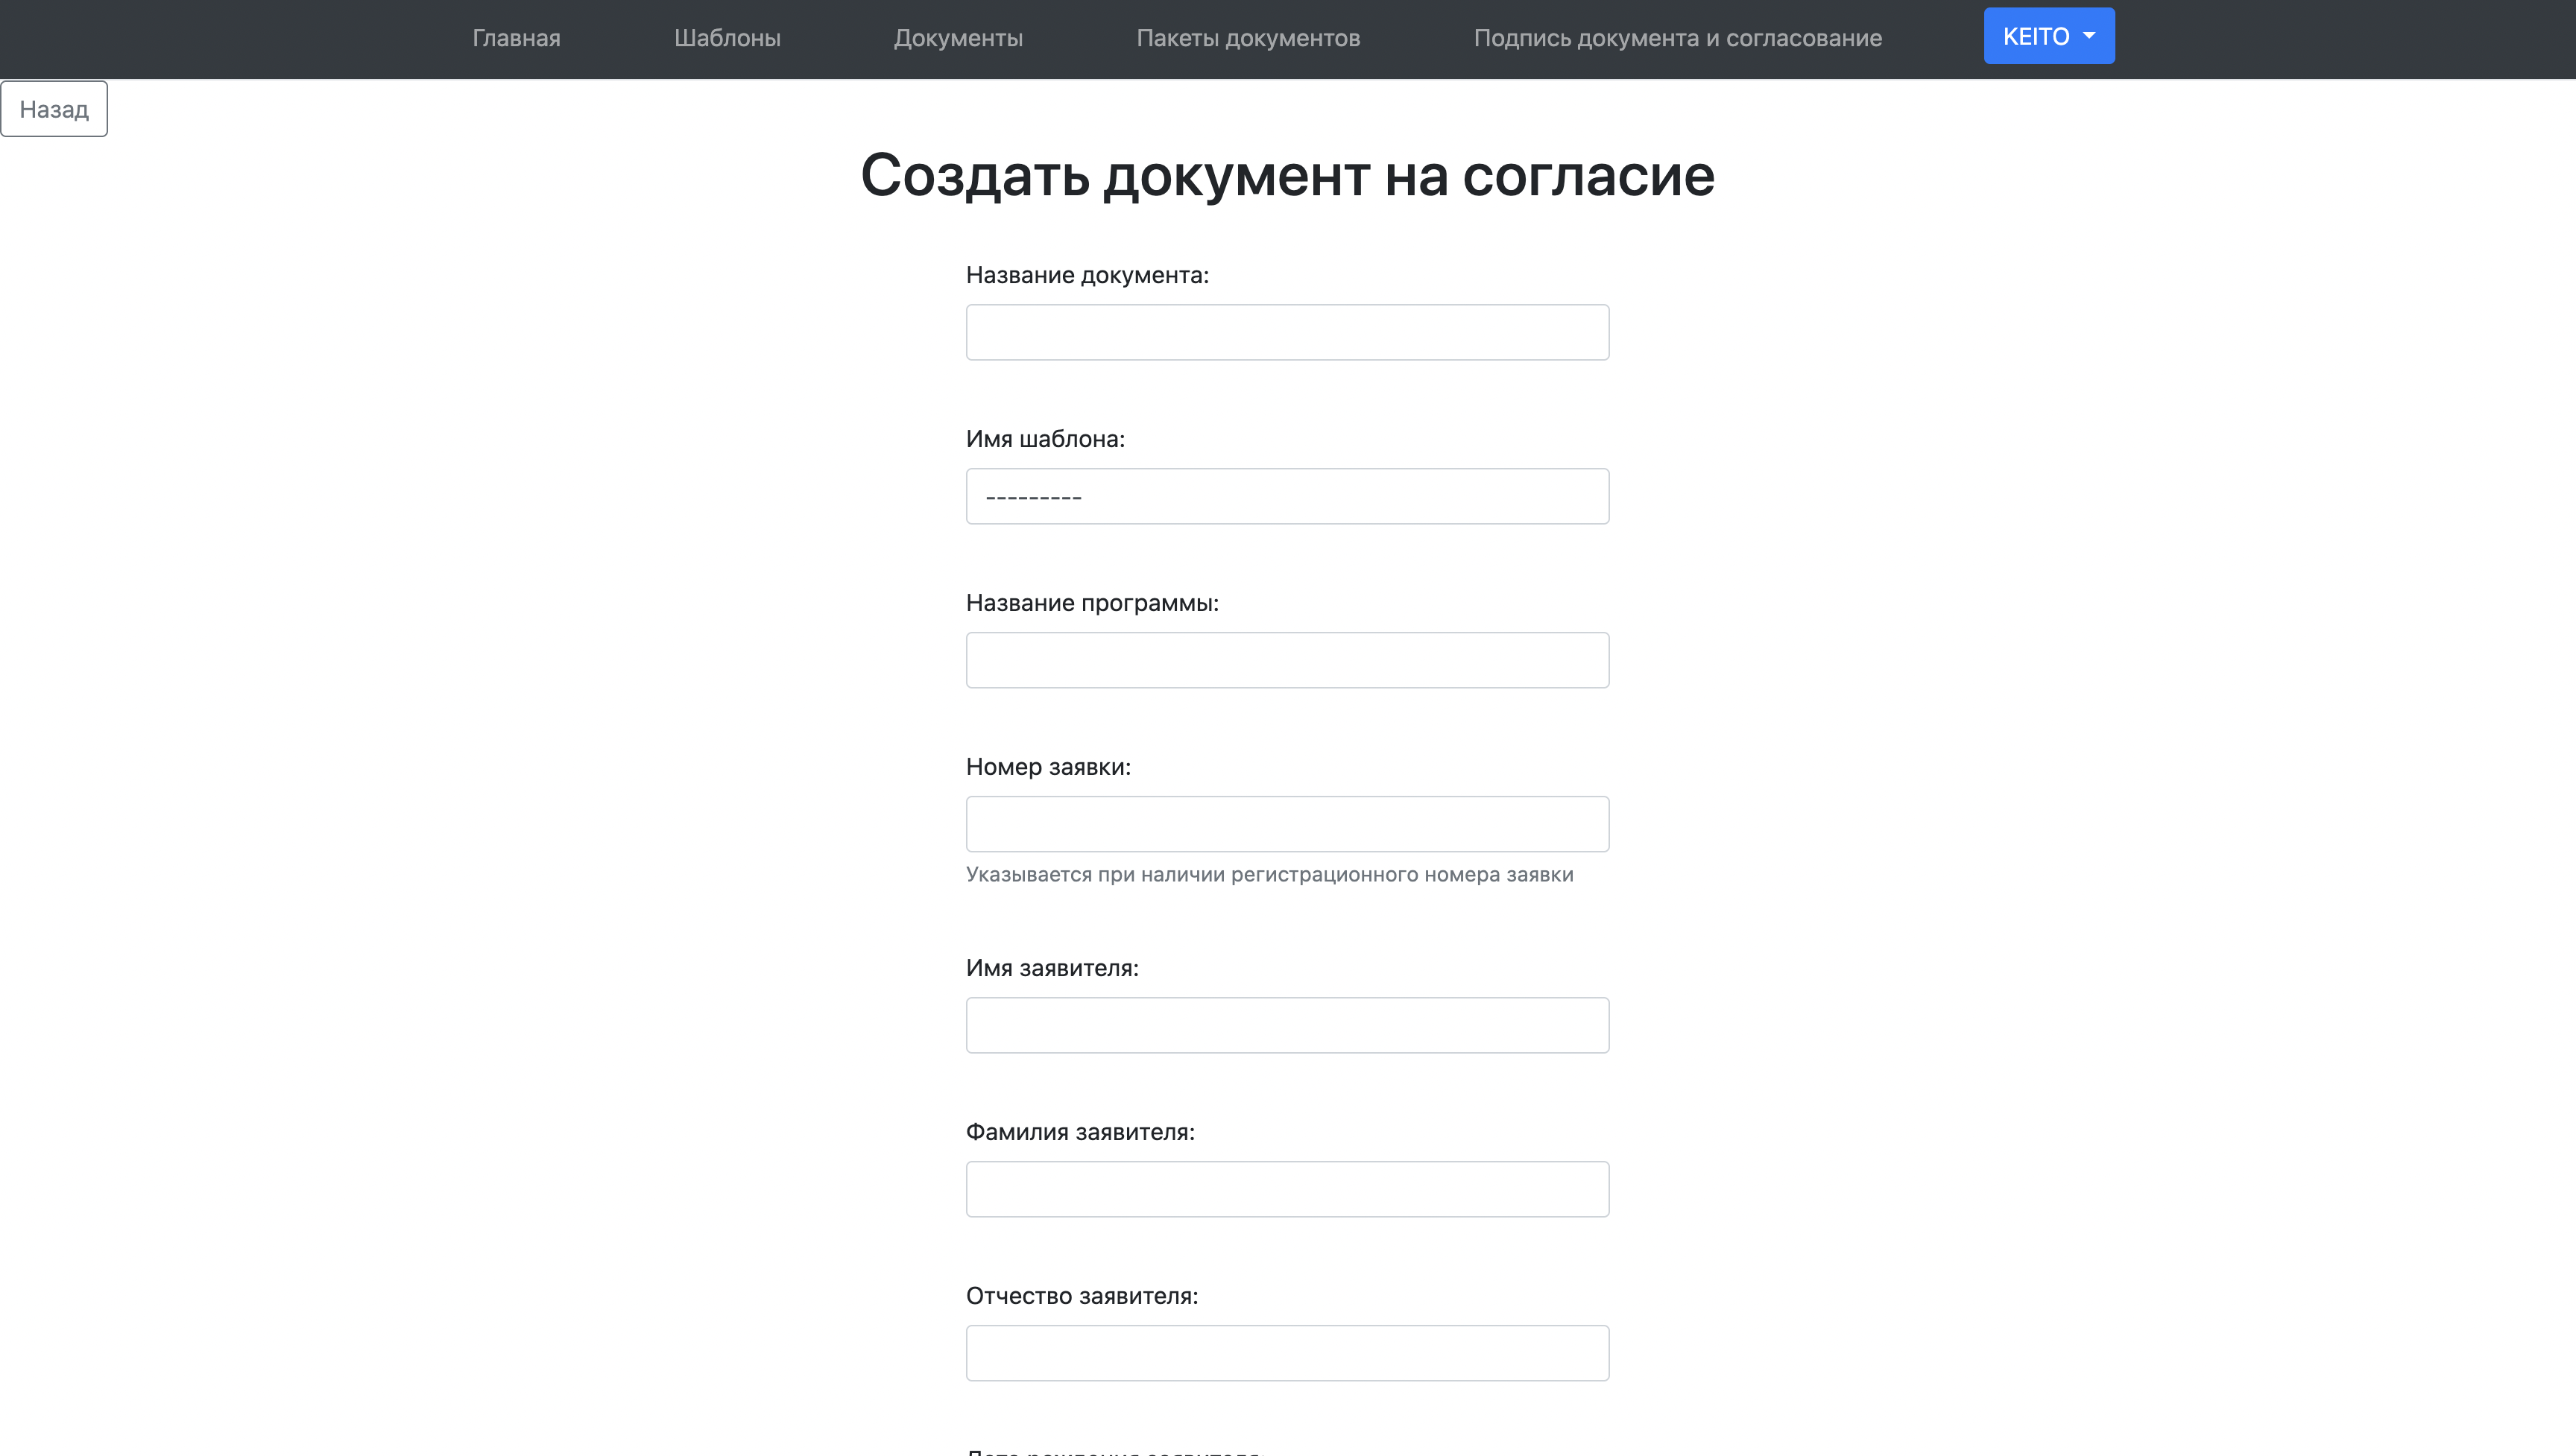 Главная Шаблоны Документы Пакеты документов Подпись документа и согласование KEITO
Назад
Создать документ на согласие
Название документа:
Имя шаблона:
---------
Название программы:
Номер заявки:
Указывается при наличии регистрационного номера заявки
Имя заявителя:
Фамилия заявителя:
Отчество заявителя: